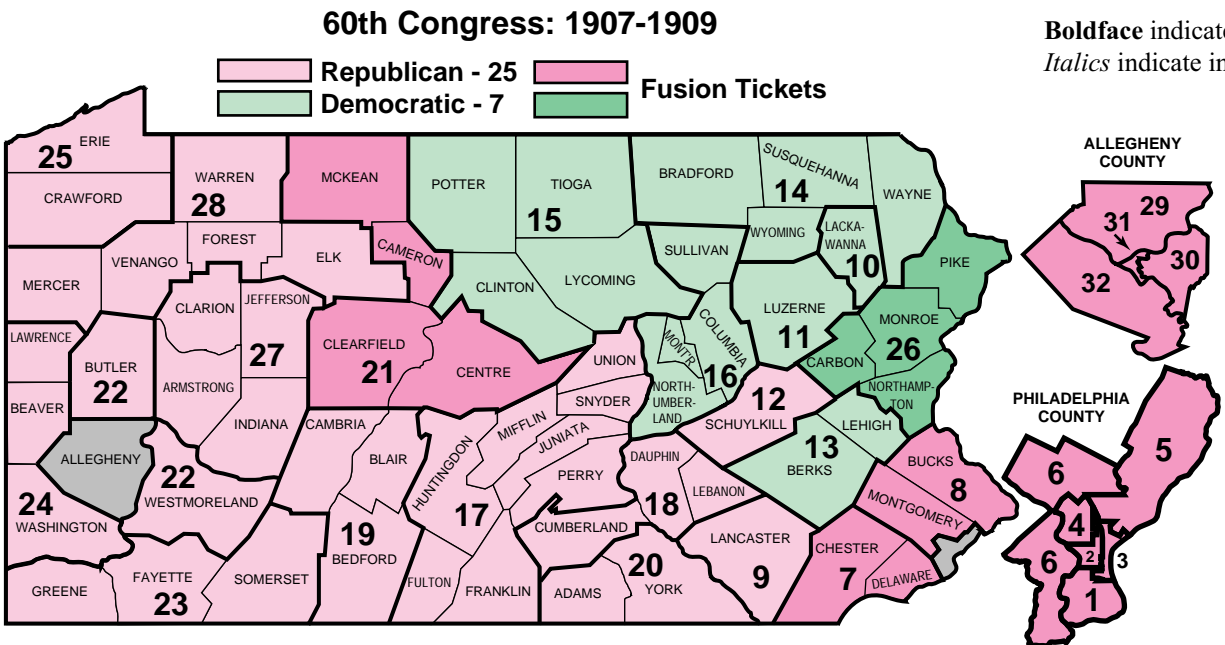 60th Congress: 1907-1909
Boldface indicate
Italics indicate in
Republican - 25
Democratic - 7
Fusion Tickets
ERIE
25
CRAWFORD
WARREN
28
MCKEAN
POTTER
TIOGA
15
BRADFORD
SUSQUEHANNA
14
WAYNE
FOREST
VENANGO
ELK
CAMERON
CLINTON
LYCOMING
SULLIVAN
WYOMING
LACKA-
WANNA
10
PIKE
MERCER
CLARION
JEFFERSON
27
LUZERNE
11
MONROE
26
CARBON
NORTHAMP-
TON
LAWRENCE
BUTLER
22
ARMSTRONG
CLEARFIELD
21
CENTRE
UNION
SNYDER
MONT'R
COLUMBIA
16
NORTH-
UMBER-
LAND
12
SCHUYLKILL
LEHIGH
13
BERKS
BEAVER
INDIANA
CAMBRIA
BLAIR
HUNTINGDON
MIFFLIN
JUNIATA
PERRY
DAUPHIN
LEBANON
18
BUCKS
8
MONTGOMERY
ALLEGHENY
22
WESTMORELAND
24
WASHINGTON
19
BEDFORD
17
CUMBERLAND
LANCASTER
9
CHESTER
7
DELAWARE
GREENE
FAYETTE
23
SOMERSET
FULTON
FRANKLIN
ADAMS
20
YORK
ALLEGHENY
COUNTY
29
31
30
32
PHILADELPHIA
COUNTY
5
6
4
6
2
3
1